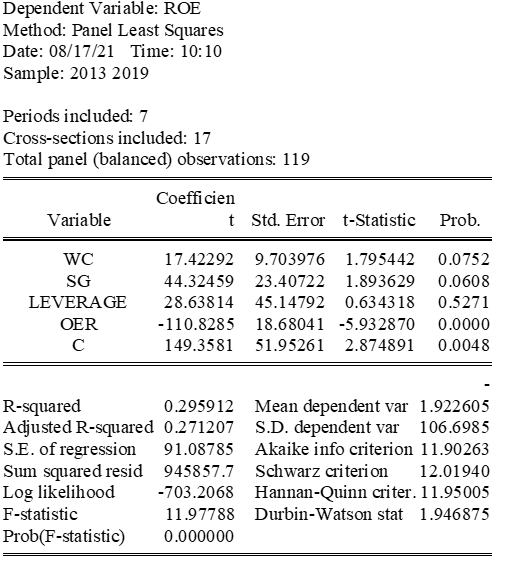 Dependent Variable: ROE
Method: Panel Least Squares
Date: 08/17/21 Time: 10:10
Sample: 2013 2019
Periods included: 7
Cross-sections included: 17
Total panel (balanced) observations: 119
Coefficien
Variable t Std. Error t-Statistic Prob.
WC 17.42292 9.703976 1.795442 0.0752
SG 44.32459 23.40722 1.893629 0.0608
LEVERAGE 28.63814 45.14792 0.634318 0.5271
OER -110.8285 18.68041 -5.932870 0.0000
C 149.3581 51.95261 2.874891 0.0048
-
R-squared 0.295912 Mean dependent var 1.922605
Adjusted R-squared 0.271207 S.D. dependent var 106.6985
S.E. of regression 91.08785 Akaike info criterion 11.90263
Sum squared resid 945857.7 Schwarz criterion 12.01940
Log likelihood -703.2068 Hannan-Quinn criter. 11.95005
F-statistic 11.97788 Durbin-Watson stat 1.946875
Prob(F-statistic) 0.000000